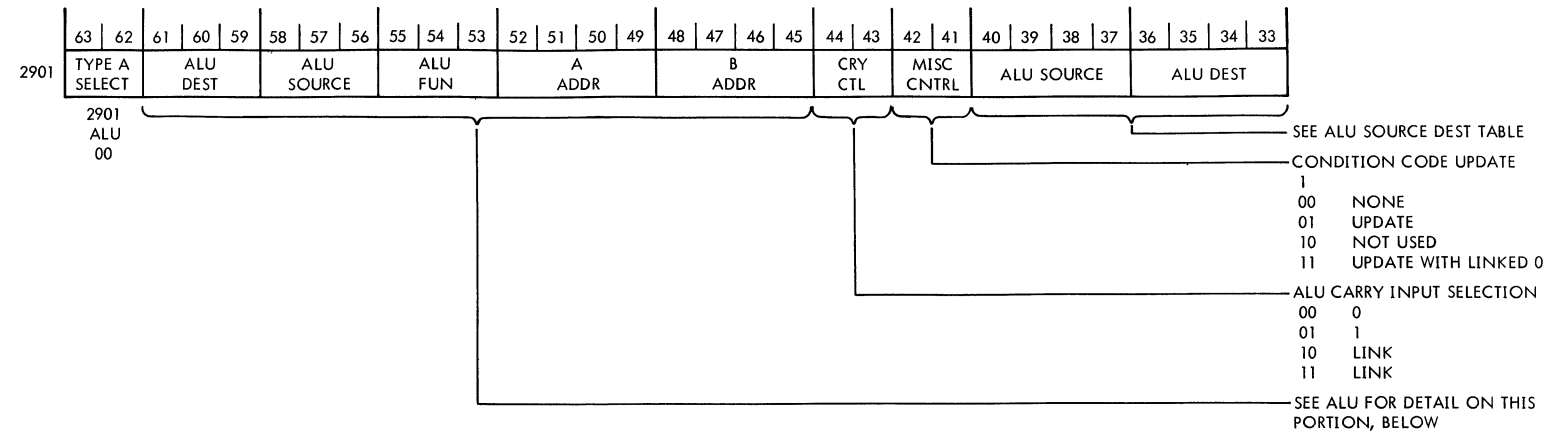 63 62 61 60 59 58 57 56 55 54 53 52 51 50 49 48 47 46 45 44 43 42 41 40 39 38 37 36 35 34 33
2901
TYPE A
SELECT
ALU
DEST
ALU
SOURCE
ALU
FUN
A
ADDR
B
ADDR
CRY
CTL
MISC
CNTRL
ALU SOURCE
ALU DEST
2901
ALU
00
SEE ALU SOURCE DEST TABLE
CONDITION CODE UPDATE
1
00 NONE
01 UPDATE
10 NOT USED
11 UPDATE WITH LINKED 0
ALU CARRY INPUT SELECTION
00 0
01 1
10 LINK
11 LINK
SEE ALU FOR DETAIL ON THIS
PORTION, BELOW